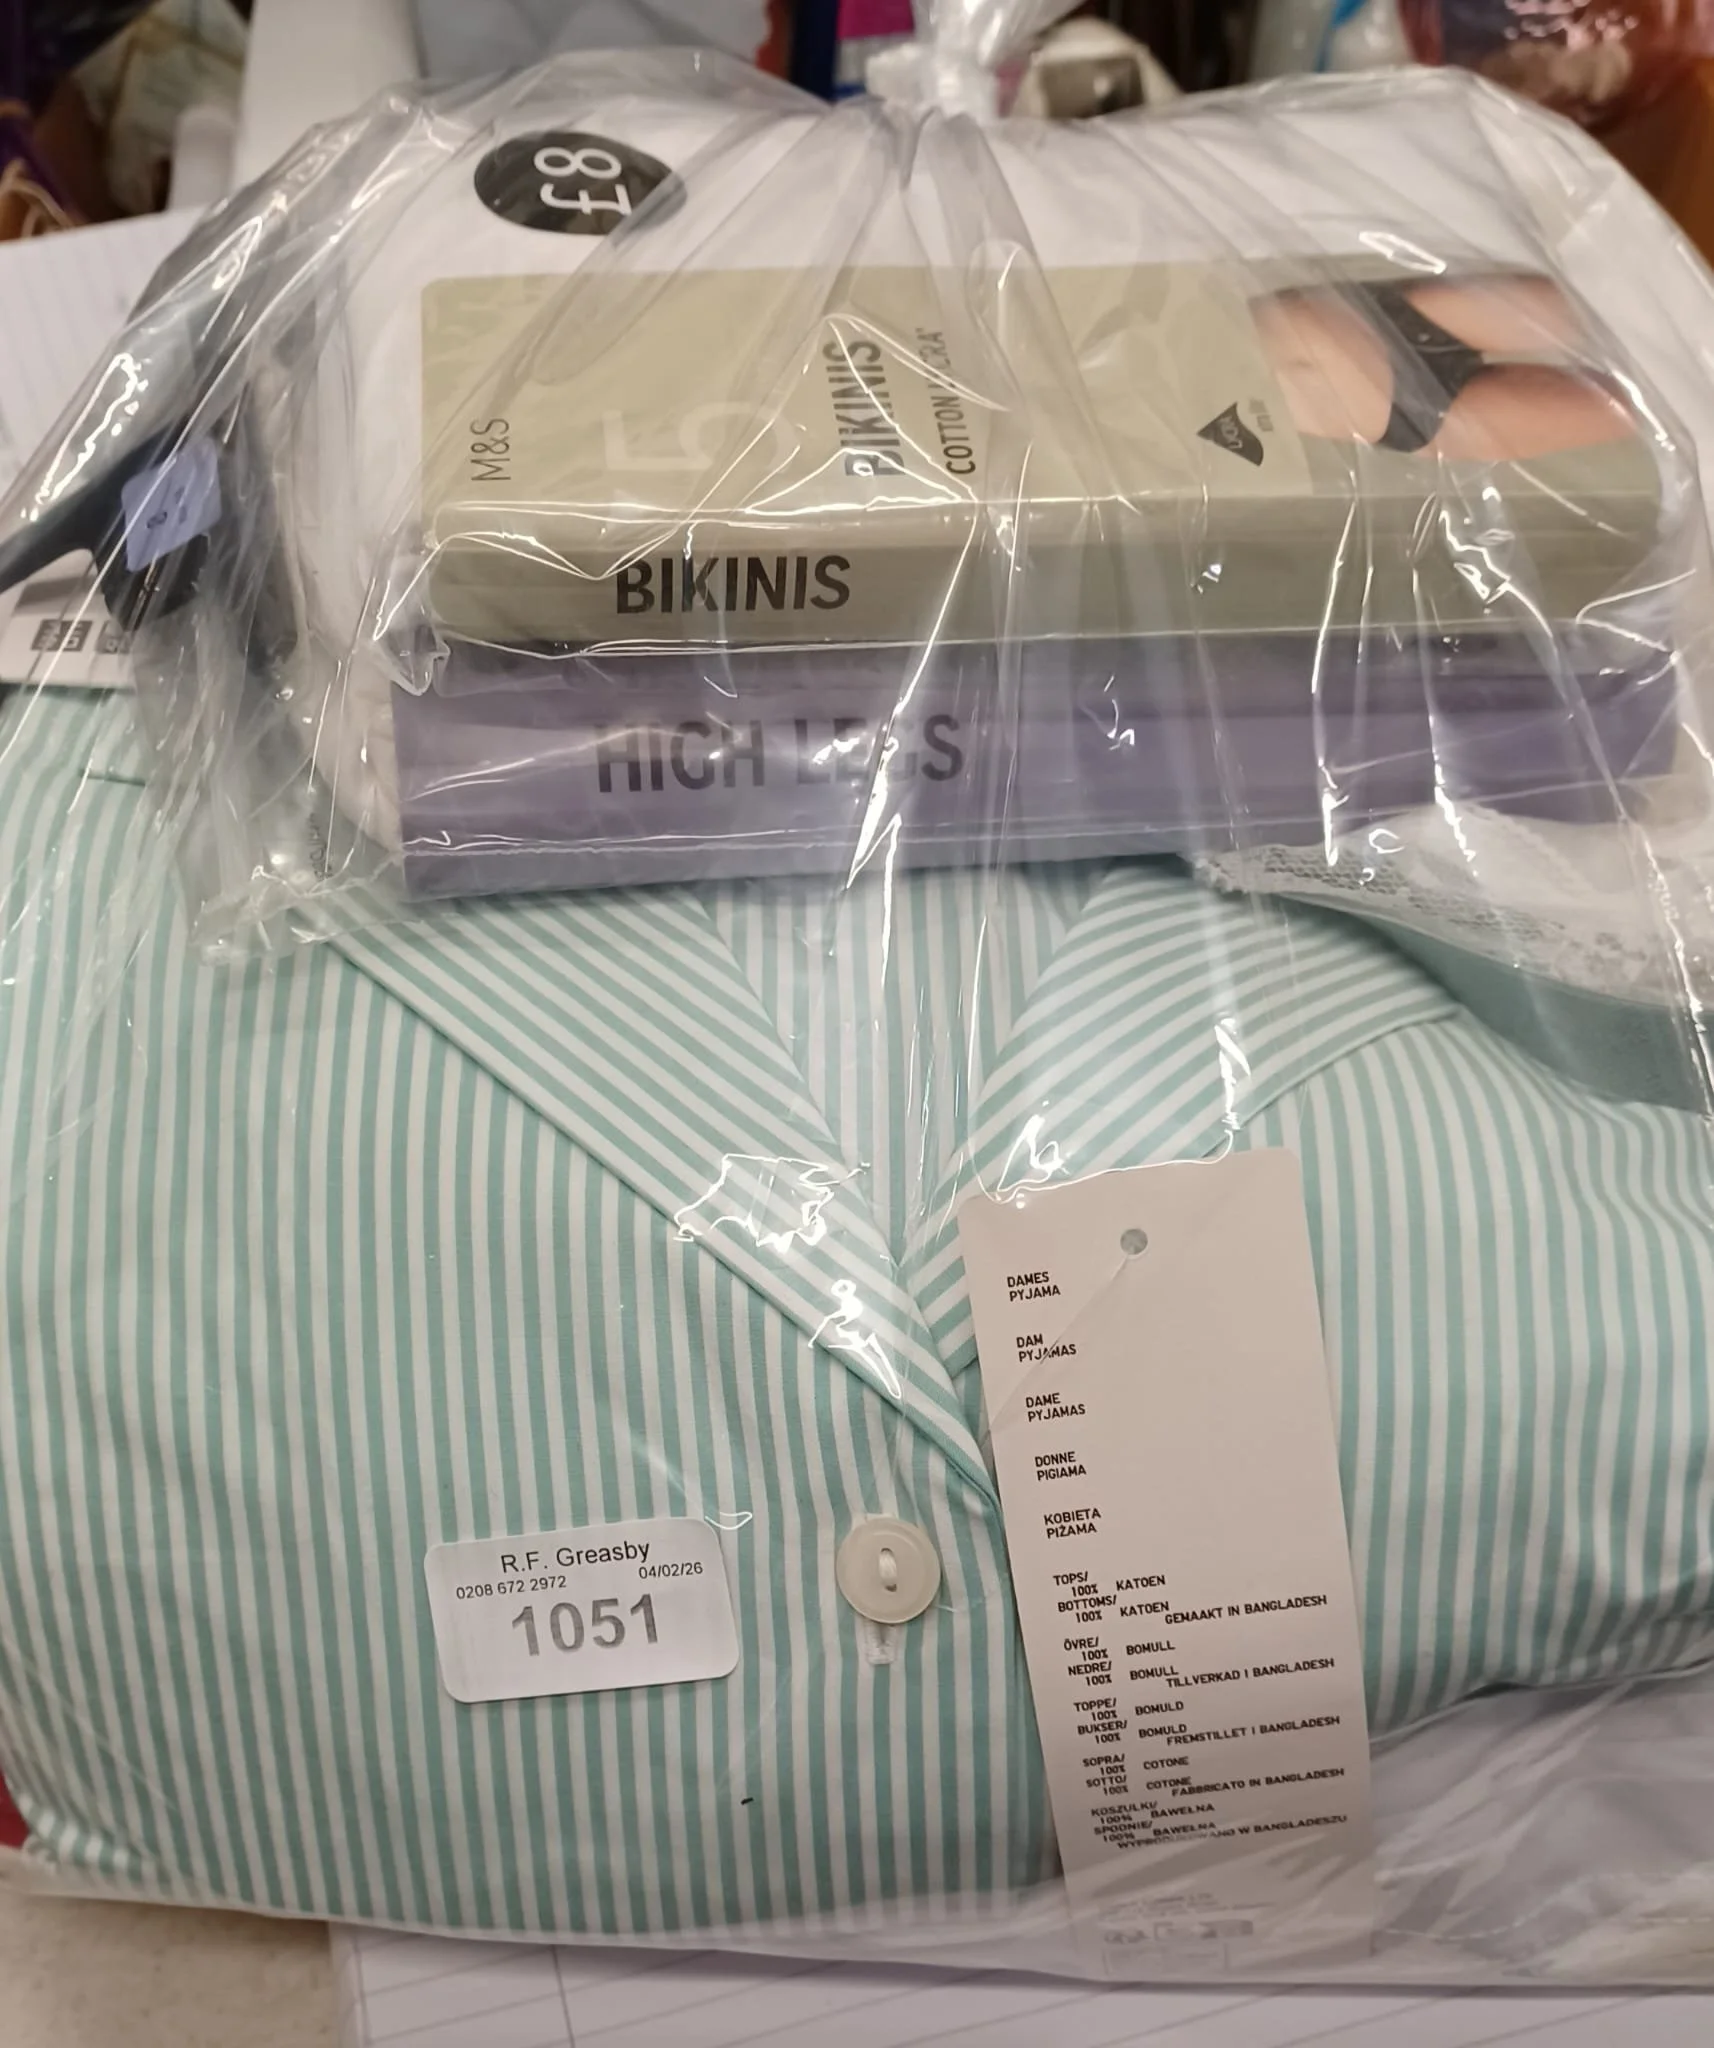 £8
M&S
5
BIKINIS
COTTON
BIKINIS
HIGH LEGS
DAMES
PYJAMA
DAM
PYJAMAS
DAME
PYJAMAS
DONNE
PIGIAMA
KOBIETA
PIŻAMA
TOPS/
100% KATOEN
BOTTOMS/
100% KATOEN
GEMAAKT IN BANGLADESH
ÖVRE/
100% BOMULL
NEDRE/
100% BOMULL
TILLVERKAD I BANGLADESH
TOPPE/
100% BOMULD
BUKSER/
100% BOMULD
FREMSTILLET I BANGLADESH
SOPRA/
100% COTONE
SOTTO/
100% COTONE
FABBRICATO IN BANGLADESH
KOSZULKI/
100% BAWEŁNA
SPODNIE/
100% BAWEŁNA
WYPRODUKOWANO W BANGLADESZU
R.F. Greasby
0208 672 2972 04/02/26
1051